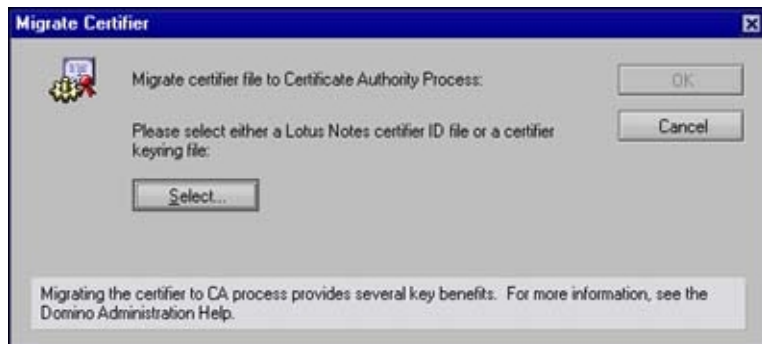 Migrate Certifier
Migrate certifier file to Certificate Authority Process:
OK
Please select either a Lotus Notes certifier ID file or a certifier
keyring file:
Cancel
Select...
Migrating the certifier to CA process provides several key benefits. For more information, see the
Domino Administration Help.